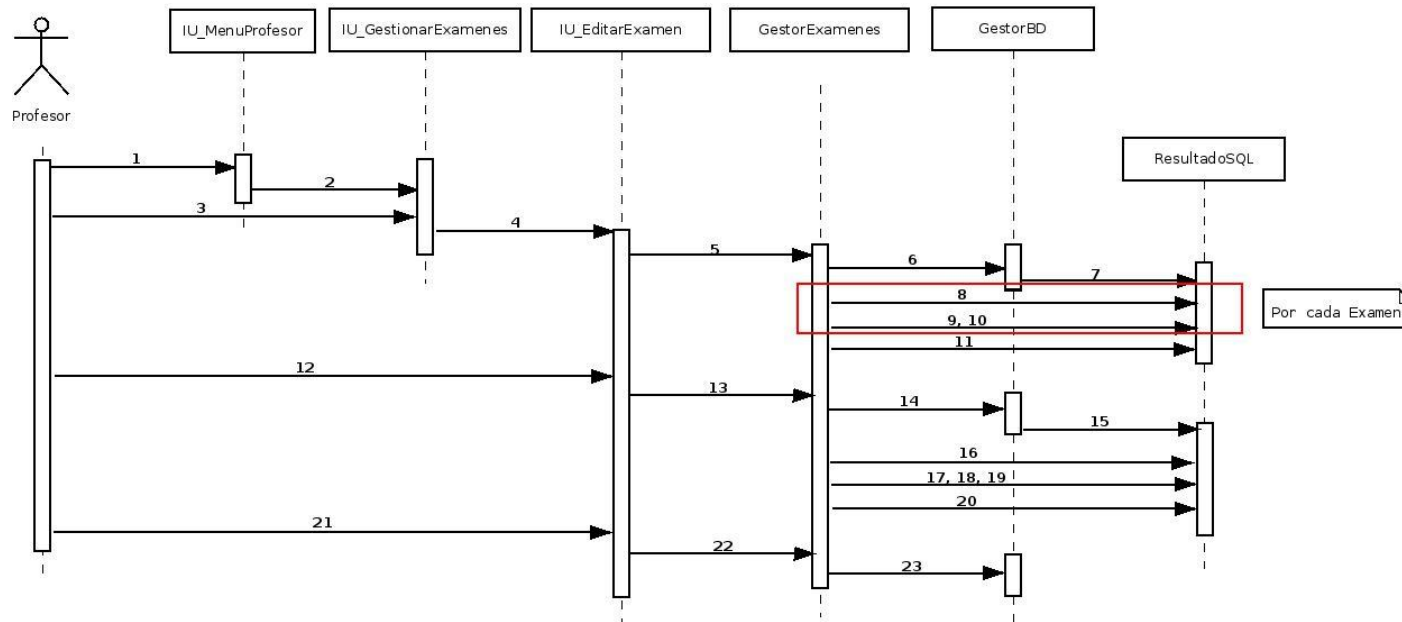 IU_MenuProfesor
IU_GestionarExamenes
IU_EditarExamen
GestorExamenes
GestorBD
Profesor
ResultadoSQL
1
2
3
4
5
6
7
8
Por cada Examen
9, 10
11
12
13
14
15
16
17, 18, 19
20
21
22
23